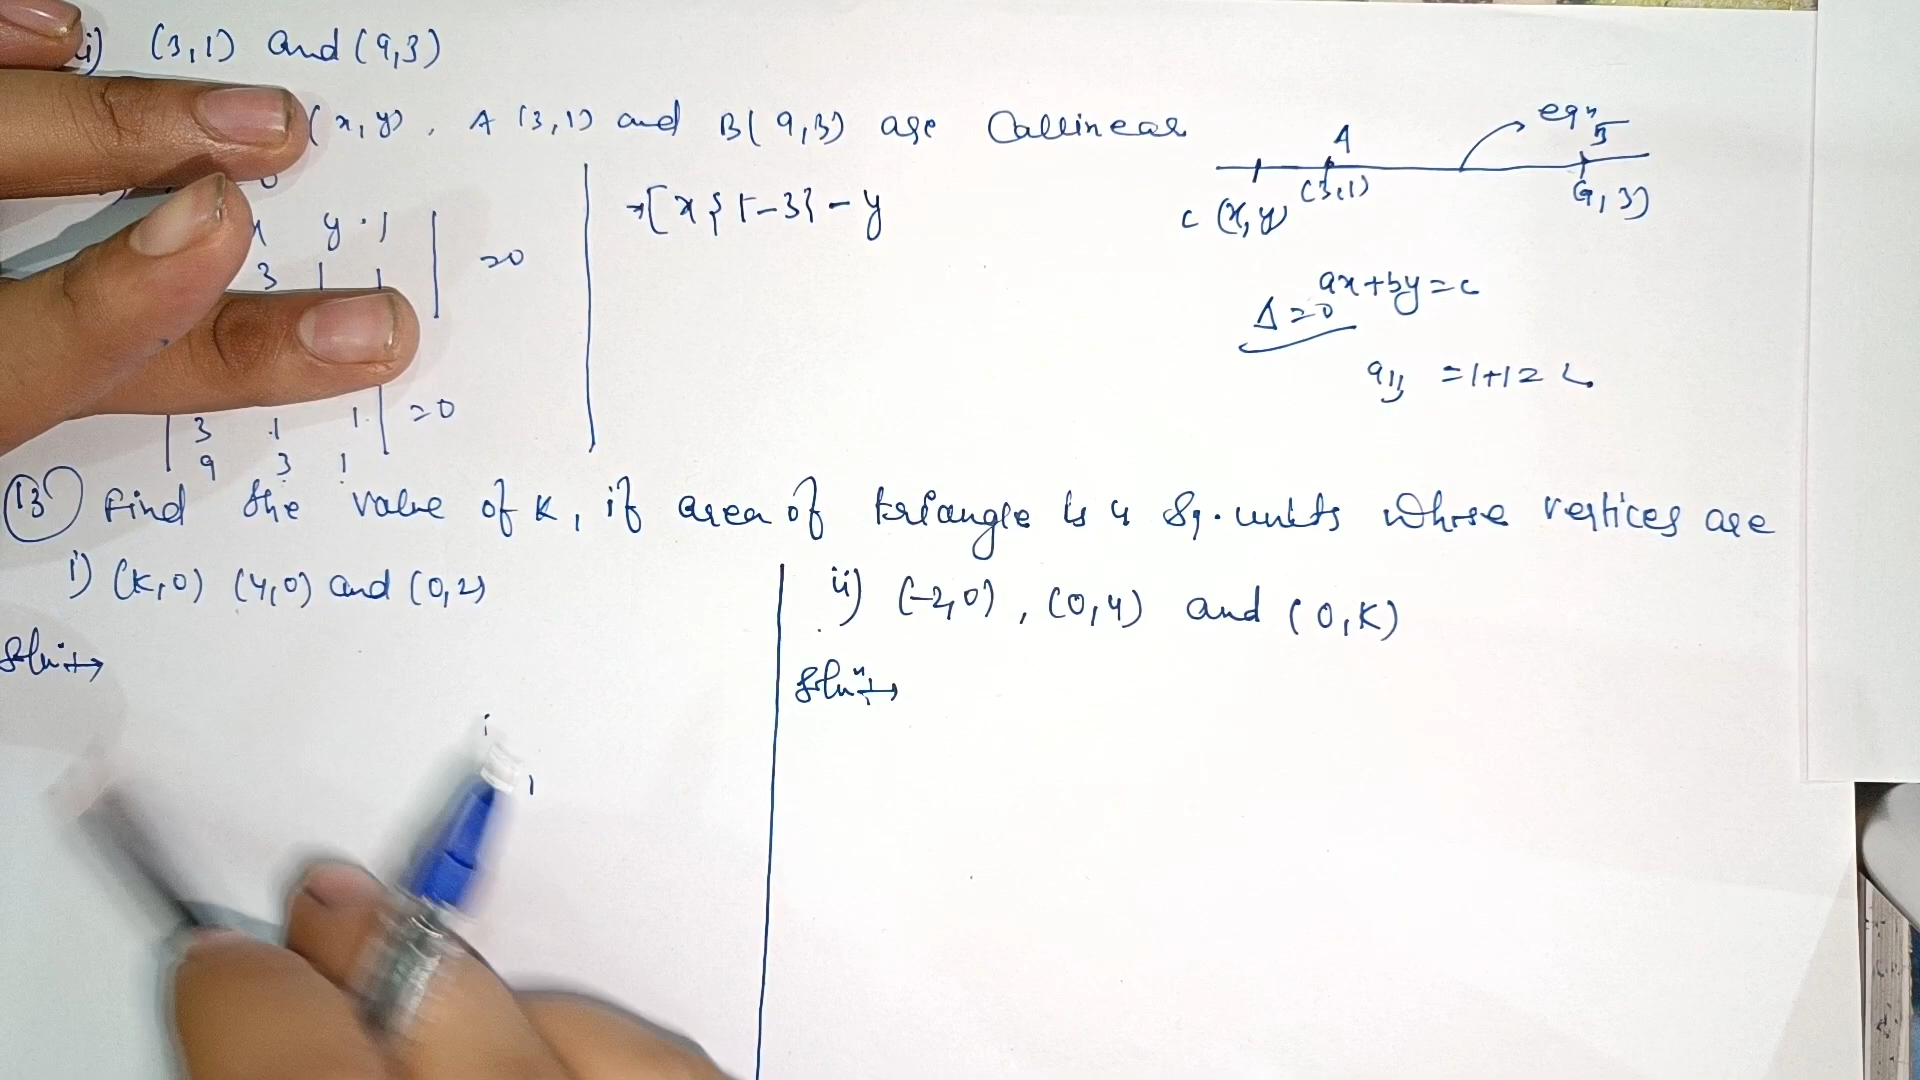 i) (3,1) and (9,3)
(x,y), A (3,1) and B(9,3) are Callinear
x y 1
3 1 1
=0
3 1 1
9 3 1
=0
→[x{1-3}-y
eqn
A B
C (x,y) (3,1) (9,3)
ax+by=c
Δ=0
a11 =1+1=2
13 Find the value of K, if area of triangle is 4 Sq. units whose vertices are
i) (K,0) (4,0) and (0,2)
Soln:→
ii) (-2,0), (0,4) and (0,K)
Soln:→